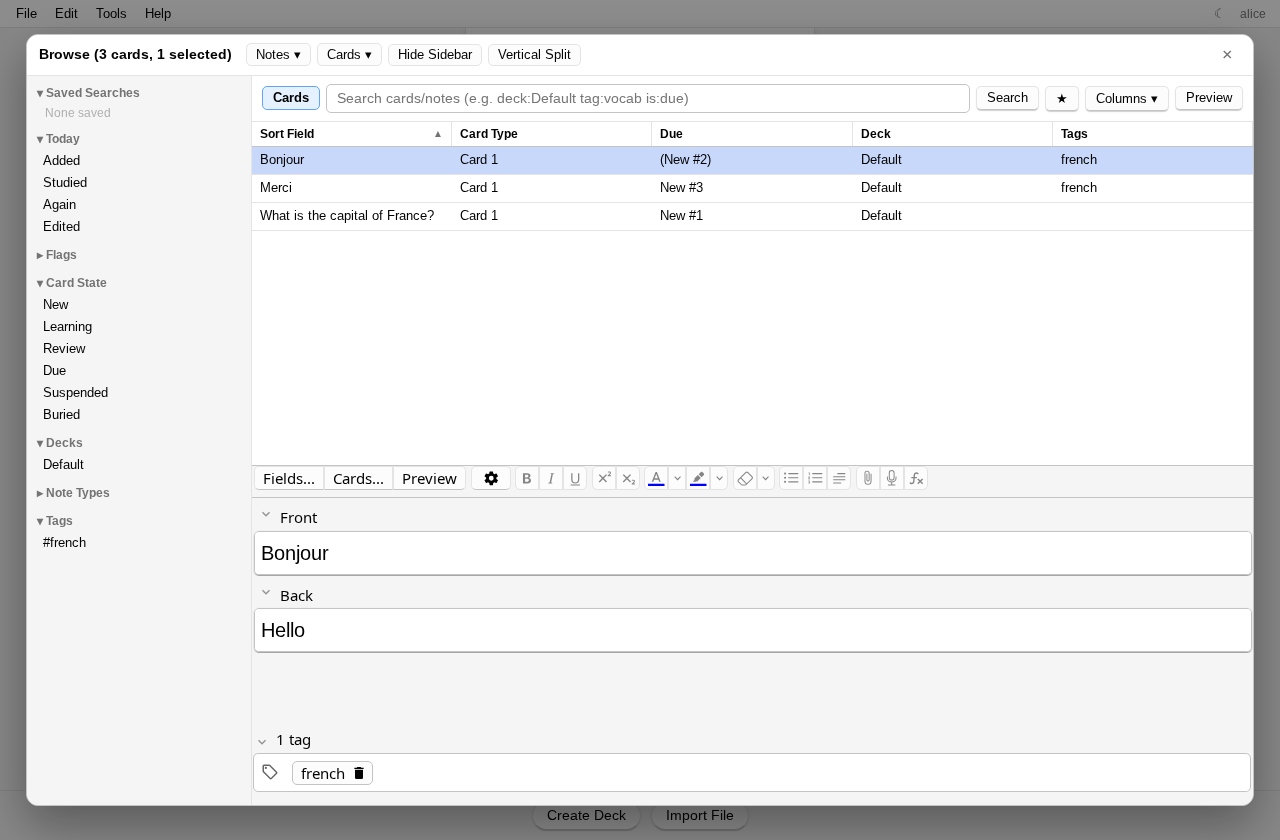 File Edit Tools Help alice
Browse (3 cards, 1 selected) Notes ▾ Cards ▾ Hide Sidebar Vertical Split ×
▾ Saved Searches
None saved
▾ Today
Added
Studied
Again
Edited
▸ Flags
▾ Card State
New
Learning
Review
Due
Suspended
Buried
▾ Decks
Default
▸ Note Types
▾ Tags
#french
Cards Search cards/notes (e.g. deck:Default tag:vocab is:due) Search ★ Columns ▾ Preview
Sort Field ▲ Card Type Due Deck Tags
Bonjour Card 1 (New #2) Default french
Merci Card 1 New #3 Default french
What is the capital of France? Card 1 New #1 Default
Fields... Cards... Preview B I U
Front
Bonjour
Back
Hello
1 tag
french
Create Deck Import File